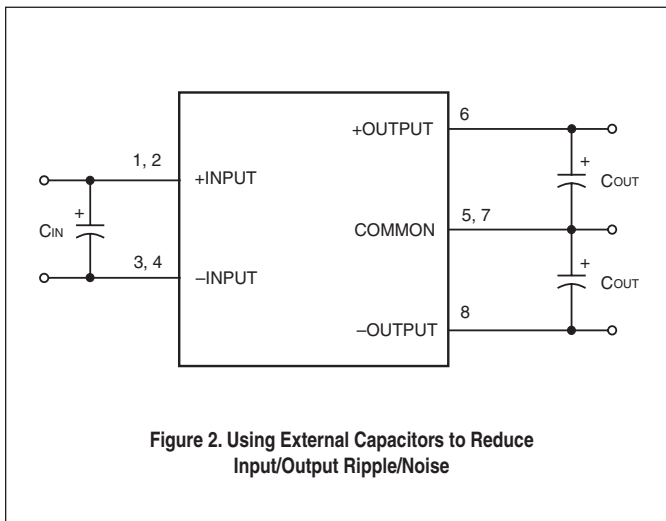 6
+OUTPUT
1, 2
+
+INPUT
COUT
5, 7
+
CIN
COMMON
3, 4
+
–INPUT
COUT
8
–OUTPUT
Figure 2. Using External Capacitors to Reduce
Input/Output Ripple/Noise